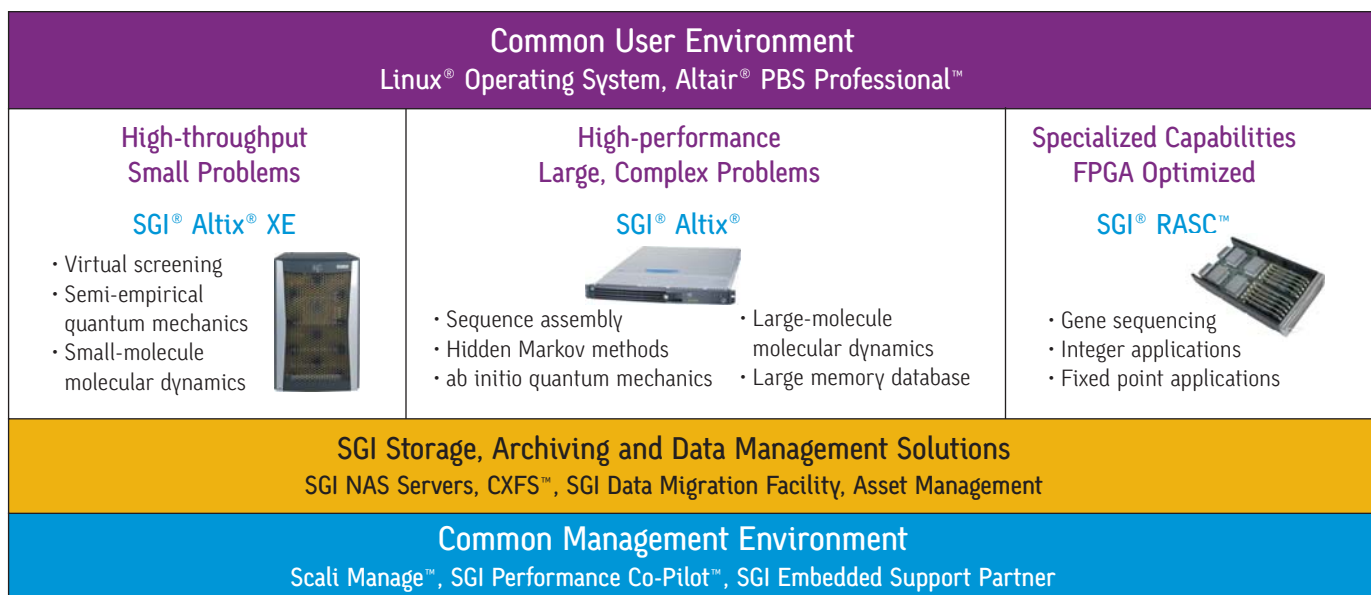 Common User Environment
Linux® Operating System, Altair® PBS Professional™
High-throughput
Small Problems
SGI® Altix® XE
· Virtual screening
· Semi-empirical
quantum mechanics
· Small-molecule
molecular dynamics
High-performance
Large, Complex Problems
SGI® Altix®
· Sequence assembly
· Hidden Markov methods
· ab initio quantum mechanics
· Large-molecule
molecular dynamics
· Large memory database
Specialized Capabilities
FPGA Optimized
SGI® RASC™
· Gene sequencing
· Integer applications
· Fixed point applications
SGI Storage, Archiving and Data Management Solutions
SGI NAS Servers, CXFS™, SGI Data Migration Facility, Asset Management
Common Management Environment
Scali Manage™, SGI Performance Co-Pilot™, SGI Embedded Support Partner